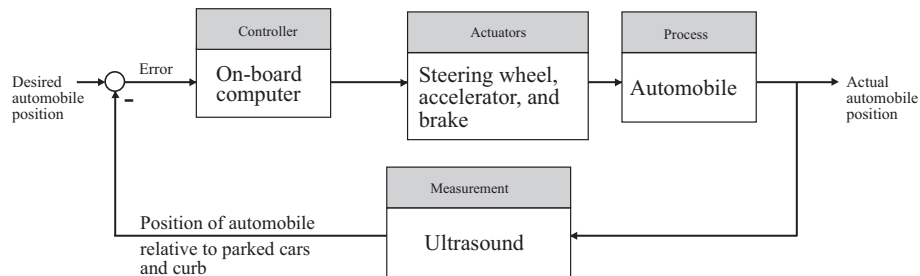 Controller
Actuators
Process
Desired
automobile
position
Error
On-board
computer
Steering wheel,
accelerator, and
brake
Automobile
Actual
automobile
position
-
Measurement
Position of automobile
relative to parked cars
and curb
Ultrasound